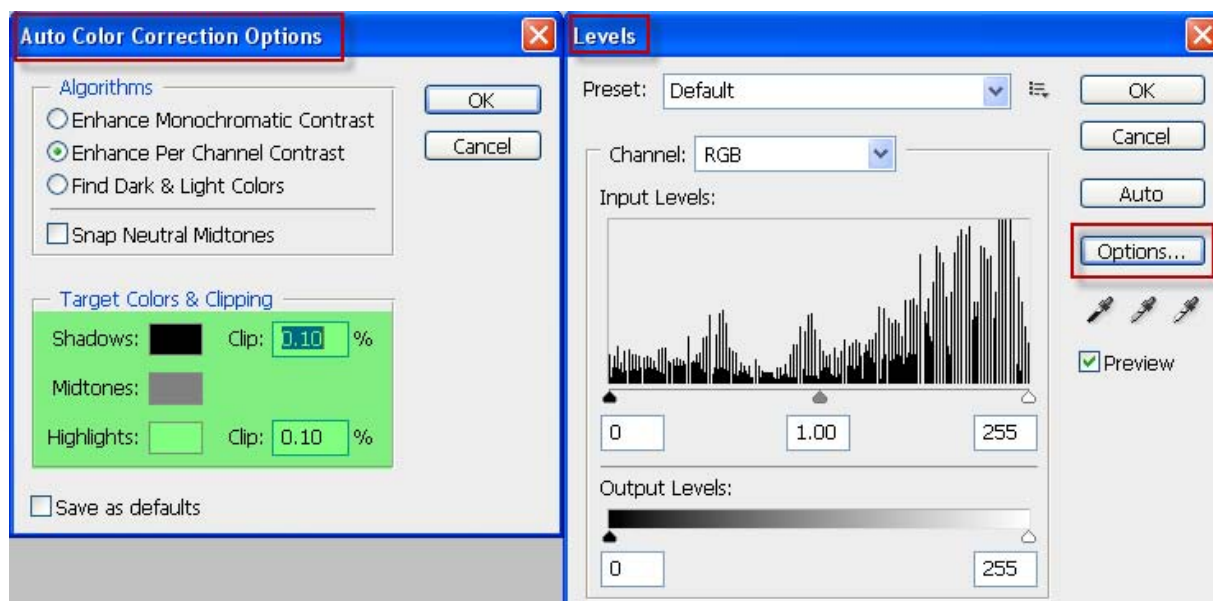 Auto Color Correction Options
Algorithms
Enhance Monochromatic Contrast
Enhance Per Channel Contrast
Find Dark & Light Colors
Snap Neutral Midtones
OK
Cancel
Target Colors & Clipping
Shadows: Clip: 0.10 %
Midtones:
Highlights: Clip: 0.10 %
Save as defaults
Levels
Preset: Default
Channel: RGB
Input Levels:
0 1.00 255
Output Levels:
0 255
OK
Cancel
Auto
Options...
Preview